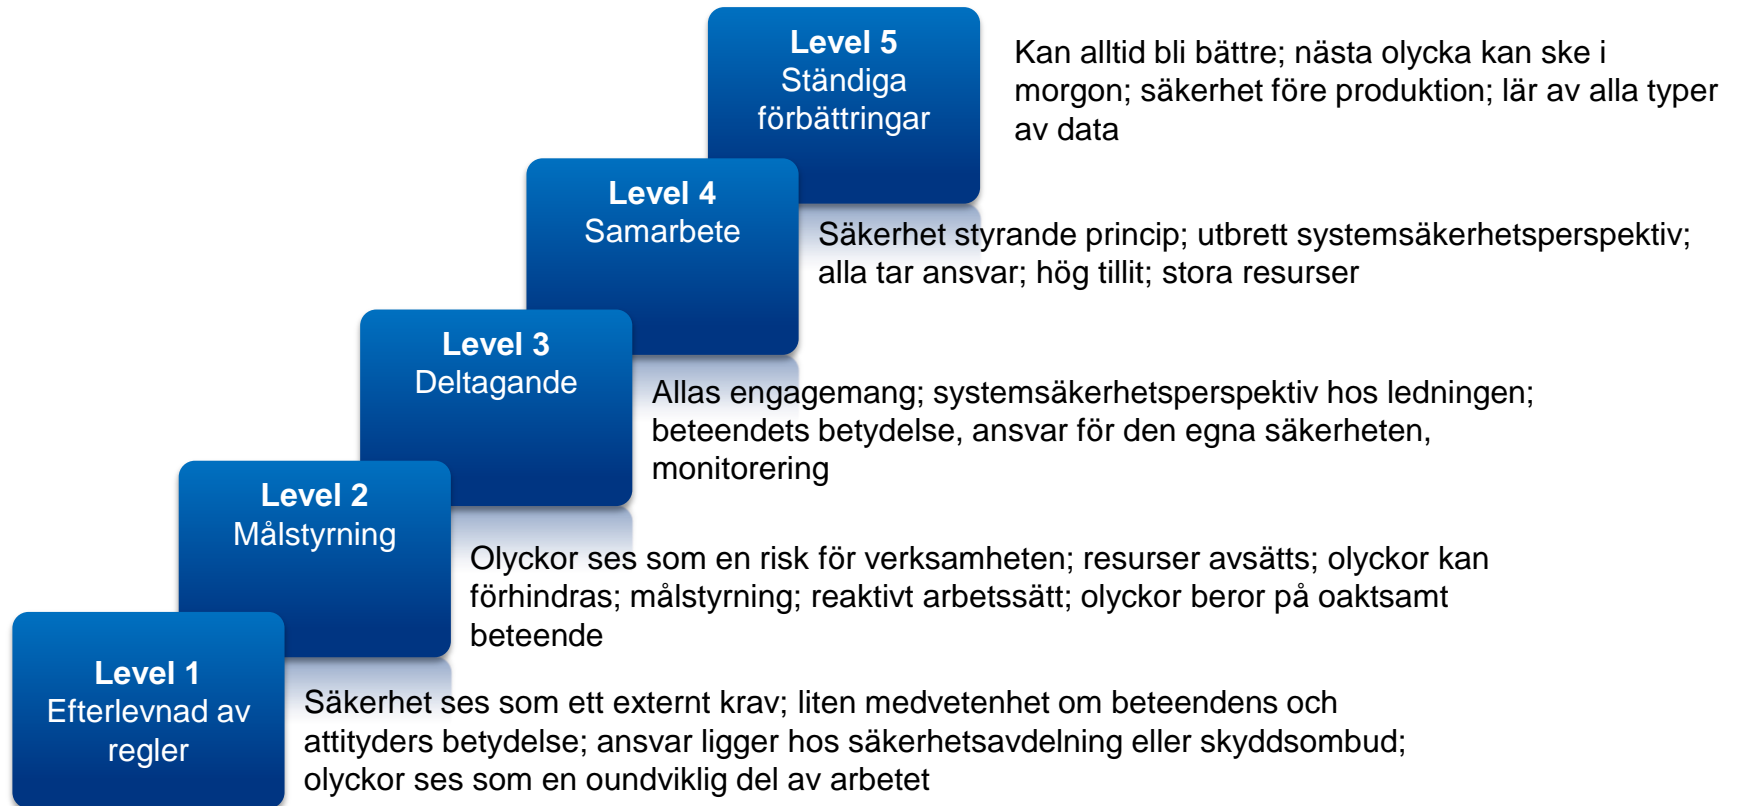 Level 5
Ständiga
förbättringar
Kan alltid bli bättre; nästa olycka kan ske i
morgon; säkerhet före produktion; lär av alla typer
av data
Level 4
Samarbete
Säkerhet styrande princip; utbrett systemsäkerhetsperspektiv;
alla tar ansvar; hög tillit; stora resurser
Level 3
Deltagande
Allas engagemang; systemsäkerhetsperspektiv hos ledningen;
beteendets betydelse, ansvar för den egna säkerheten,
monitorering
Level 2
Målstyrning
Olyckor ses som en risk för verksamheten; resurser avsätts; olyckor kan
förhindras; målstyrning; reaktivt arbetssätt; olyckor beror på oaktsamt
beteende
Level 1
Efterlevnad av
regler
Säkerhet ses som ett externt krav; liten medvetenhet om beteendens och
attityders betydelse; ansvar ligger hos säkerhetsavdelning eller skyddsombud;
olyckor ses som en oundviklig del av arbetet